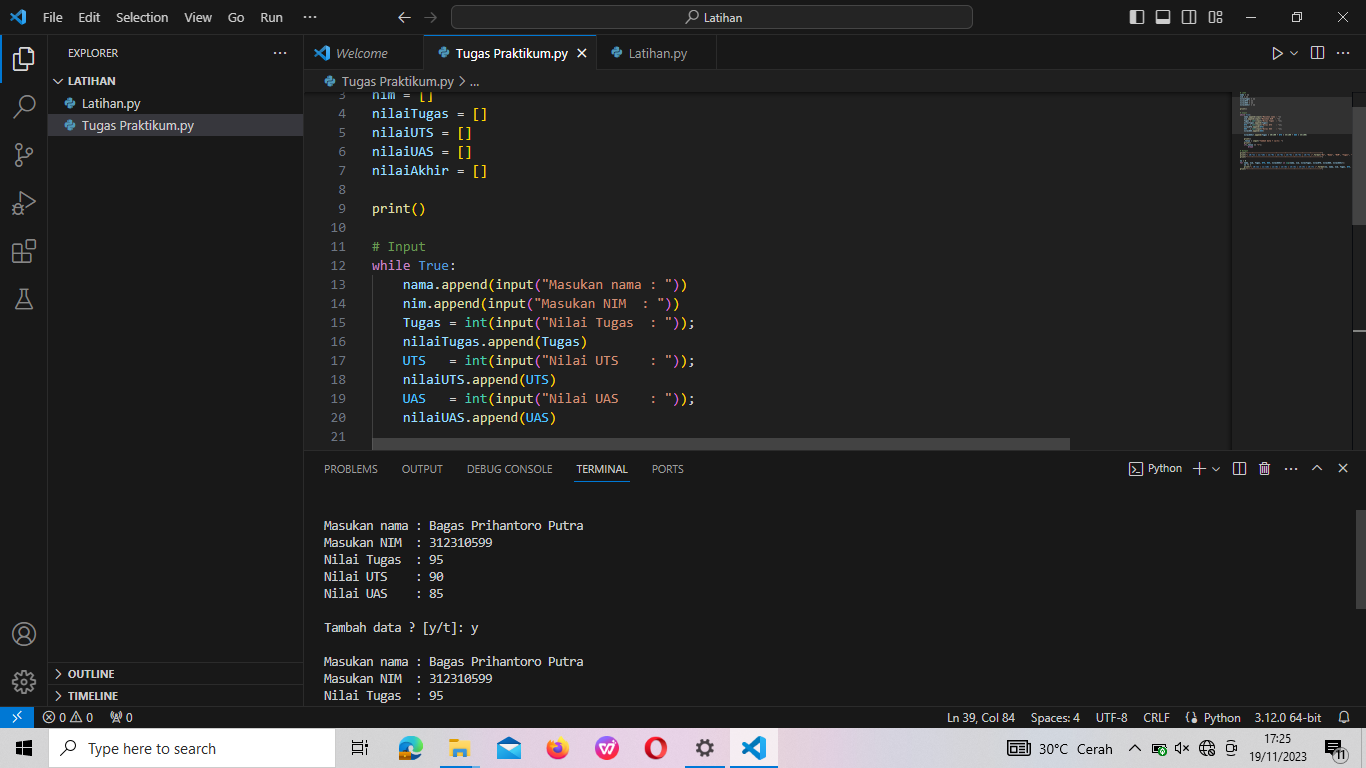 File Edit Selection View Go Run ··· Latihan
EXPLORER ···
LATIHAN
Latihan.py
Tugas Praktikum.py
OUTLINE
TIMELINE
Welcome Tugas Praktikum.py Latihan.py
Tugas Praktikum.py > ...
3 nim = []
4 nilaiTugas = []
5 nilaiUTS = []
6 nilaiUAS = []
7 nilaiAkhir = []
8
9 print()
10
11 # Input
12 while True:
13     nama.append(input("Masukan nama : "))
14     nim.append(input("Masukan NIM  : "))
15     Tugas = int(input("Nilai Tugas  : "));
16     nilaiTugas.append(Tugas)
17     UTS   = int(input("Nilai UTS    : "));
18     nilaiUTS.append(UTS)
19     UAS   = int(input("Nilai UAS    : "));
20     nilaiUAS.append(UAS)
21
PROBLEMS OUTPUT DEBUG CONSOLE TERMINAL PORTS Python
Masukan nama : Bagas Prihantoro Putra
Masukan NIM  : 312310599
Nilai Tugas  : 95
Nilai UTS    : 90
Nilai UAS    : 85
Tambah data ? [y/t]: y
Masukan nama : Bagas Prihantoro Putra
Masukan NIM  : 312310599
Nilai Tugas  : 95
0 0 0 Ln 39, Col 84 Spaces: 4 UTF-8 CRLF Python 3.12.0 64-bit
Type here to search 30°C Cerah 17:25
19/11/2023 11